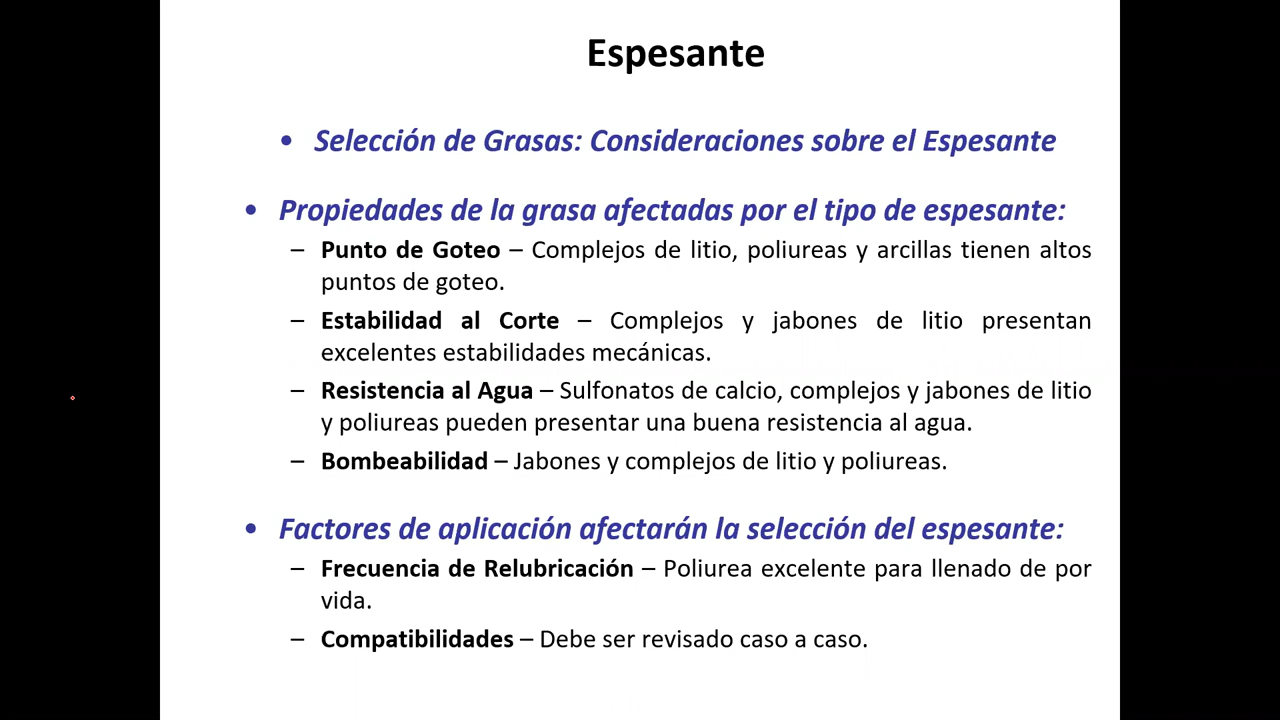 Espesante
• Selección de Grasas: Consideraciones sobre el Espesante
• Propiedades de la grasa afectadas por el tipo de espesante:
– Punto de Goteo – Complejos de litio, poliureas y arcillas tienen altos
puntos de goteo.
– Estabilidad al Corte – Complejos y jabones de litio presentan
excelentes estabilidades mecánicas.
– Resistencia al Agua – Sulfonatos de calcio, complejos y jabones de litio
y poliureas pueden presentar una buena resistencia al agua.
– Bombeabilidad – Jabones y complejos de litio y poliureas.
• Factores de aplicación afectarán la selección del espesante:
– Frecuencia de Relubricación – Poliurea excelente para llenado de por
vida.
– Compatibilidades – Debe ser revisado caso a caso.